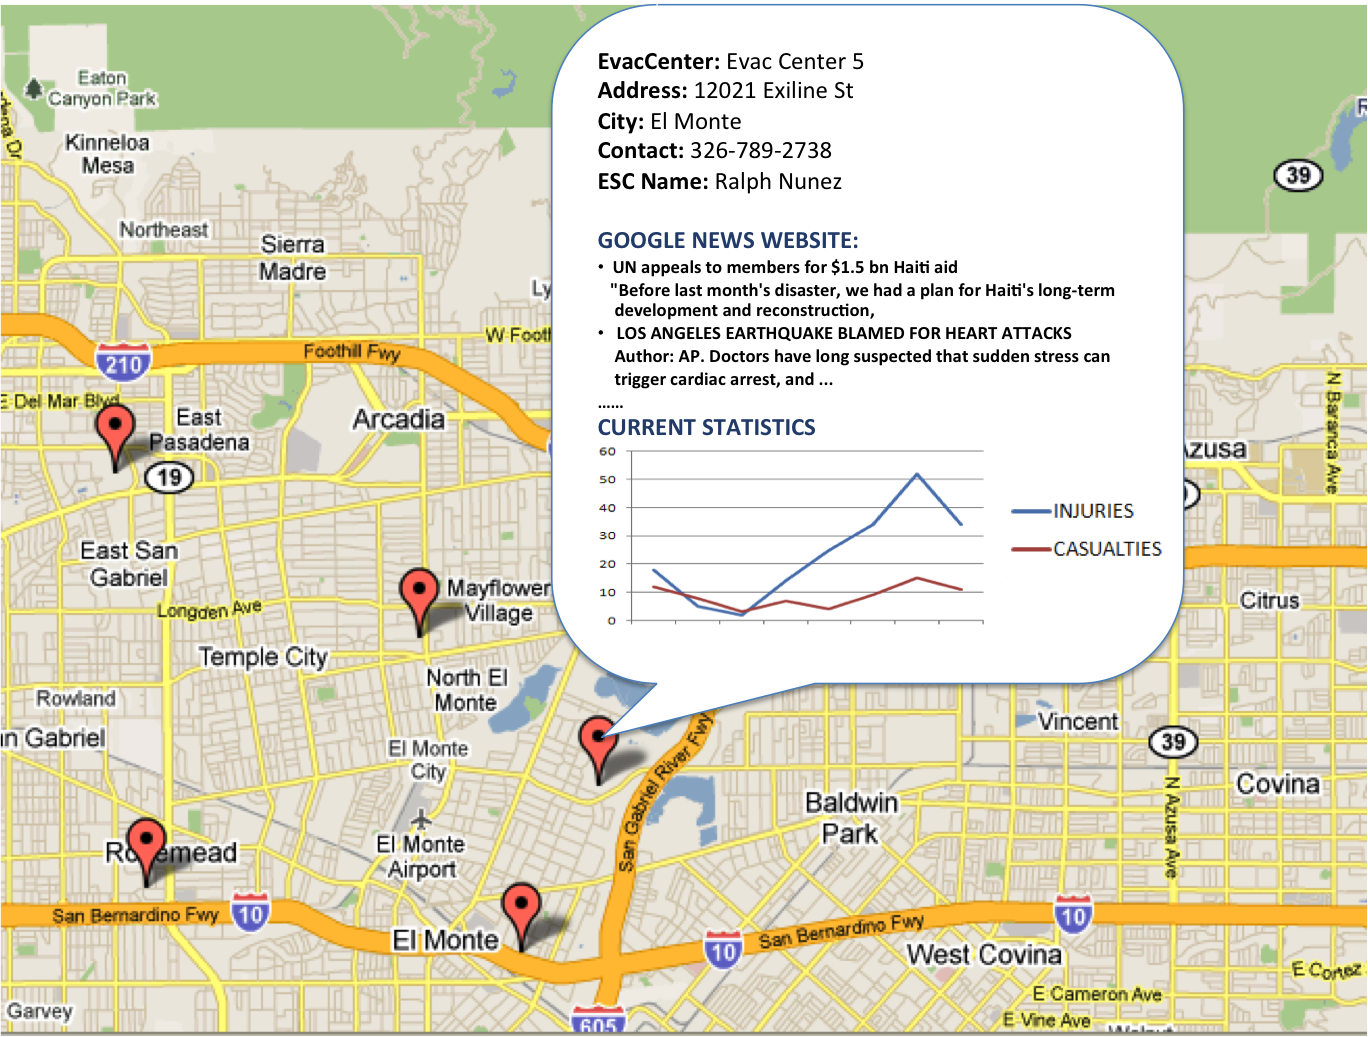 EvacCenter: Evac Center 5
Address: 12021 Exiline St
City: El Monte
Contact: 326-789-2738
ESC Name: Ralph Nunez
GOOGLE NEWS WEBSITE:
• UN appeals to members for $1.5 bn Haiti aid
"Before last month's disaster, we had a plan for Haiti's long-term
development and reconstruction,
• LOS ANGELES EARTHQUAKE BLAMED FOR HEART ATTACKS
Author: AP. Doctors have long suspected that sudden stress can
trigger cardiac arrest, and ...
......
CURRENT STATISTICS
60
50
40
30
20
10
0
INJURIES
CASUALTIES
Eaton
Canyon Park
Kinneloa
Mesa
Northeast
Sierra
Madre
39
Ly
W Foot
Foothill Fwy
210
E Del Mar Blvd
East
Pasadena
Arcadia
19
N Barranca Ave
Azusa
East San
Gabriel
Mayflower
Village
Longden Ave
Citrus
Temple City
North El
Monte
Rowland
n Gabriel
El Monte
City
Vincent
39
San Gabriel River Fwy
Covina
Baldwin
Park
N Azusa Ave
El Monte
Airport
Rosemead
San Bernardino Fwy
10
El Monte
10
San Bernardino Fwy
10
West Covina
E Cortez
E Cameron Ave
Garvey
605
E Vine Ave